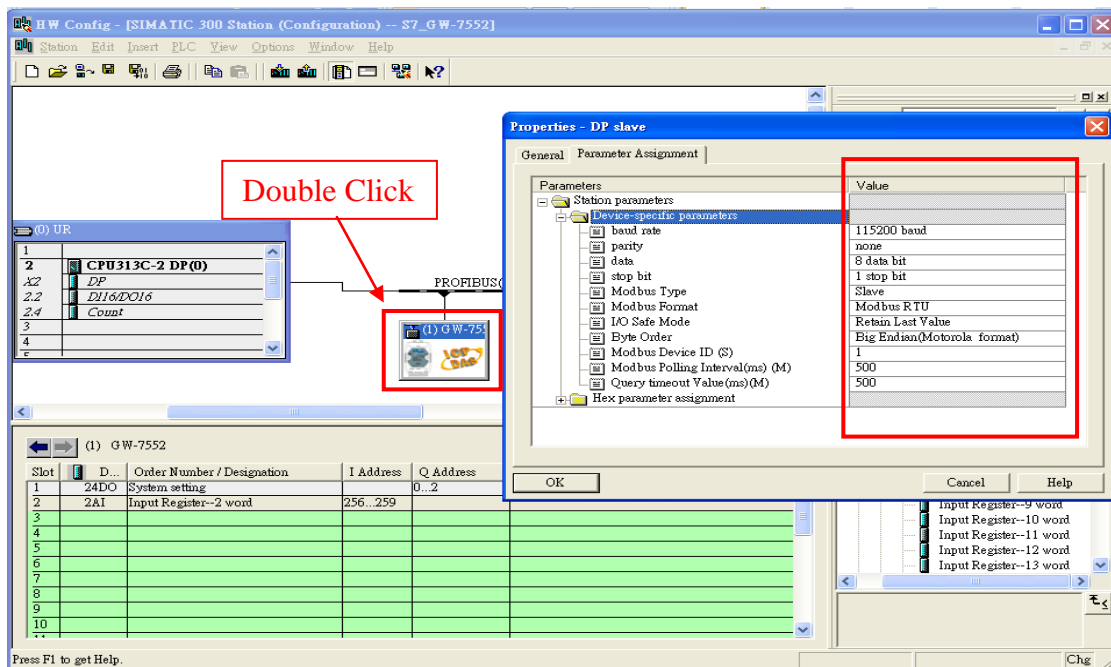 HW Config - [SIMATIC 300 Station (Configuration) -- S7_GW-7552]
Station Edit Insert PLC View Options Window Help
Double Click
(0) UR
1
2 CPU313C-2 DP(0)
X2 DP
2.2 DI16/DO16
2.4 Count
3
4
PROFIBUS(
(1) GW-755
ICP
DAS
Properties - DP slave
General Parameter Assignment
Parameters Value
Station parameters
Device-specific parameters
baud rate 115200 baud
parity none
data 8 data bit
stop bit 1 stop bit
Modbus Type Slave
Modbus Format Modbus RTU
I/O Safe Mode Retain Last Value
Byte Order Big Endian(Motorola format)
Modbus Device ID (S) 1
Modbus Polling Interval(ms) (M) 500
Query timeout Value(ms)(M) 500
Hex parameter assignment
OK Cancel Help
(1) GW-7552
Slot D... Order Number / Designation I Address Q Address
1 24DO System setting 0...2
2 2AI Input Register--2 word 256...259
3
4
5
6
7
8
9
10
Input Register--9 word
Input Register--10 word
Input Register--11 word
Input Register--12 word
Input Register--13 word
Press F1 to get Help.
Chg